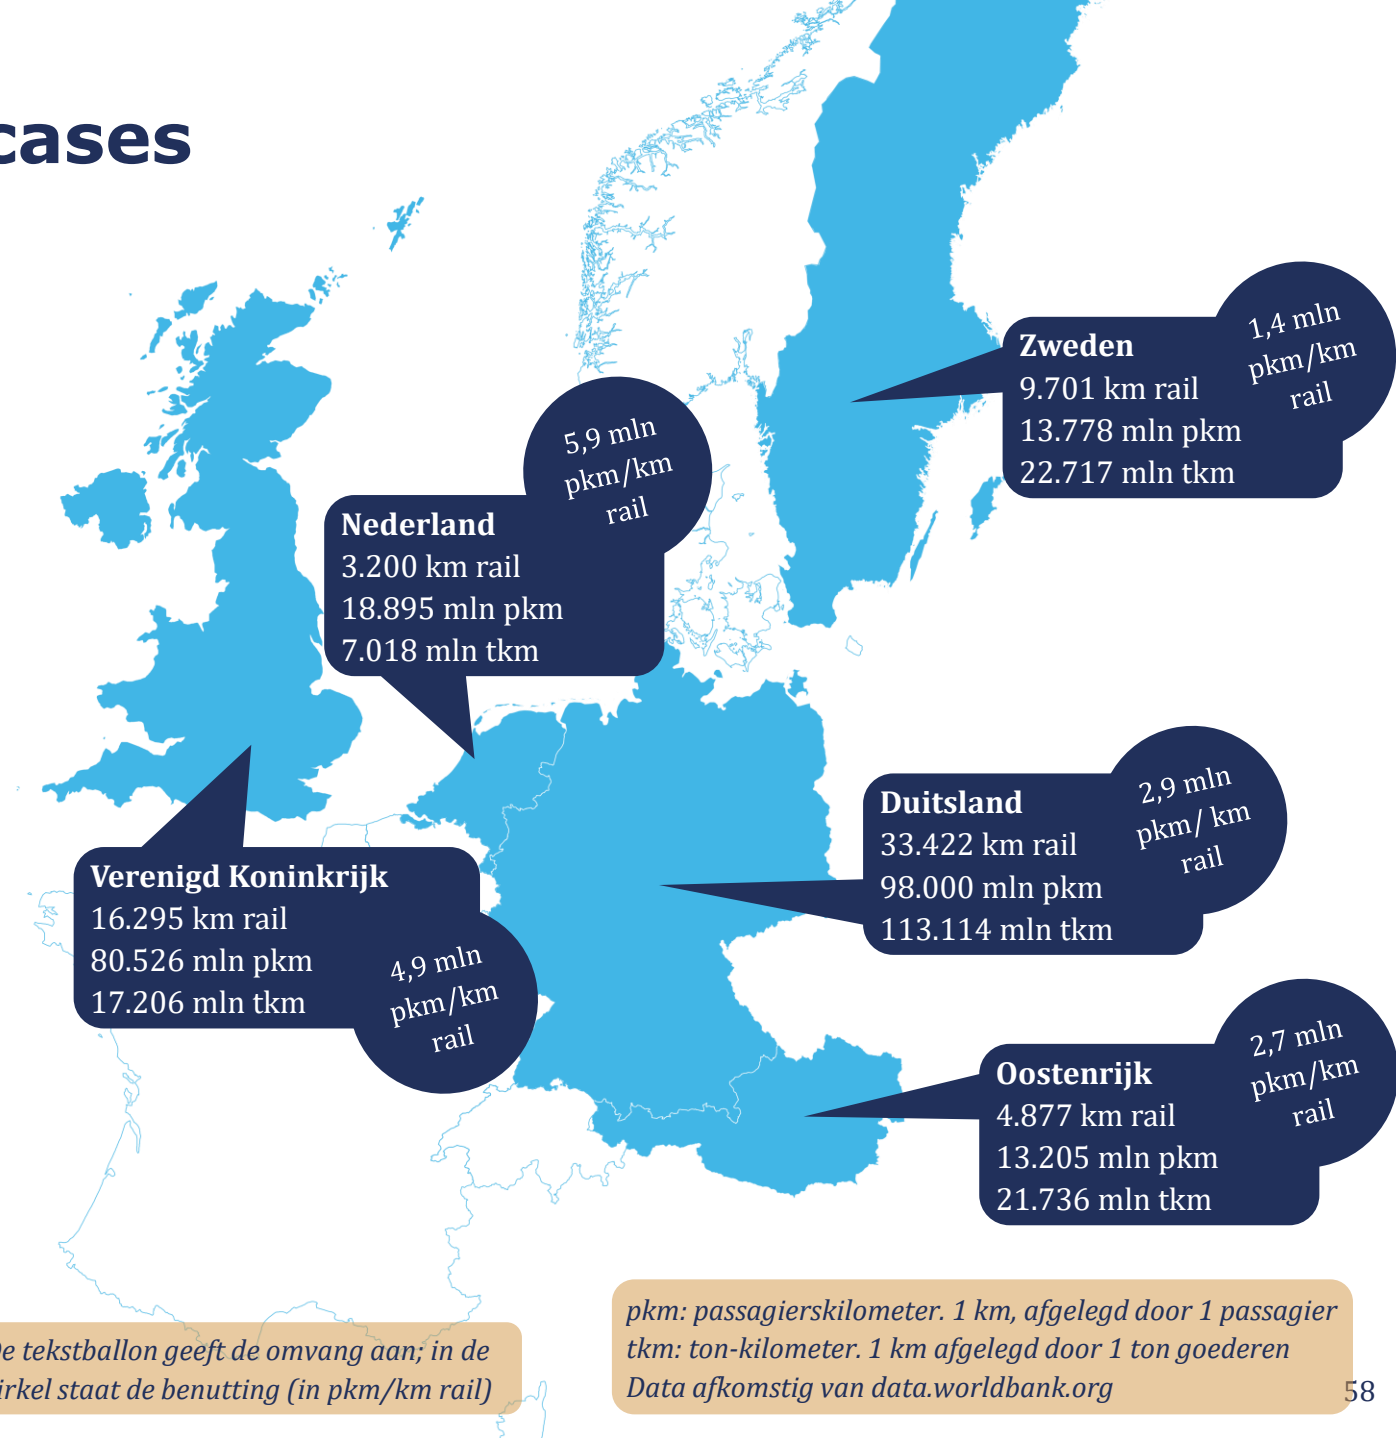 cases
1,4 mln
pkm/km
rail
Zweden
9.701 km rail
13.778 mln pkm
22.717 mln tkm
5,9 mln
pkm/km
rail
Nederland
3.200 km rail
18.895 mln pkm
7.018 mln tkm
2,9 mln
pkm/ km
rail
Duitsland
33.422 km rail
98.000 mln pkm
113.114 mln tkm
Verenigd Koninkrijk
16.295 km rail
80.526 mln pkm
17.206 mln tkm
4,9 mln
pkm/km
rail
2,7 mln
pkm/km
rail
Oostenrijk
4.877 km rail
13.205 mln pkm
21.736 mln tkm
tekstballon geeft de omvang aan; in de
staat de benutting (in pkm/km rail)
pkm: passagierskilometer. 1 km, afgelegd door 1 passagier
tkm: ton-kilometer. 1 km afgelegd door 1 ton goederen
Data afkomstig van data.worldbank.org
58